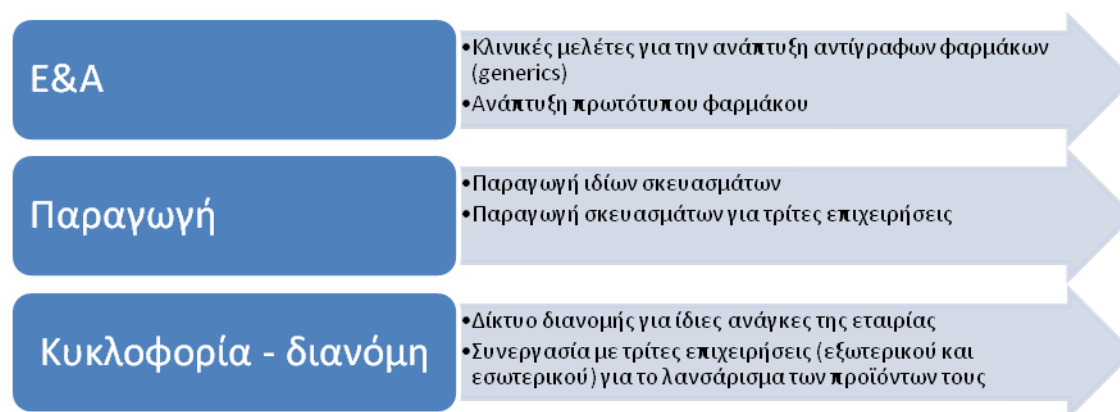 Ε&Α
•Κλινικές μελέτες για την ανάπτυξη αντίγραφων φαρμάκων
(generics)
•Ανάπτυξη πρωτότυπου φαρμάκου
Παραγωγή
•Παραγωγή ιδίων σκευασμάτων
•Παραγωγή σκευασμάτων για τρίτες επιχειρήσεις
Κυκλοφορία - διανόμη
•Δίκτυο διανομής για ίδιες ανάγκες της εταιρίας
•Συνεργασία με τρίτες επιχειρήσεις (εξωτερικού και
εσωτερικού) για το λανσάρισμα των προϊόντων τους